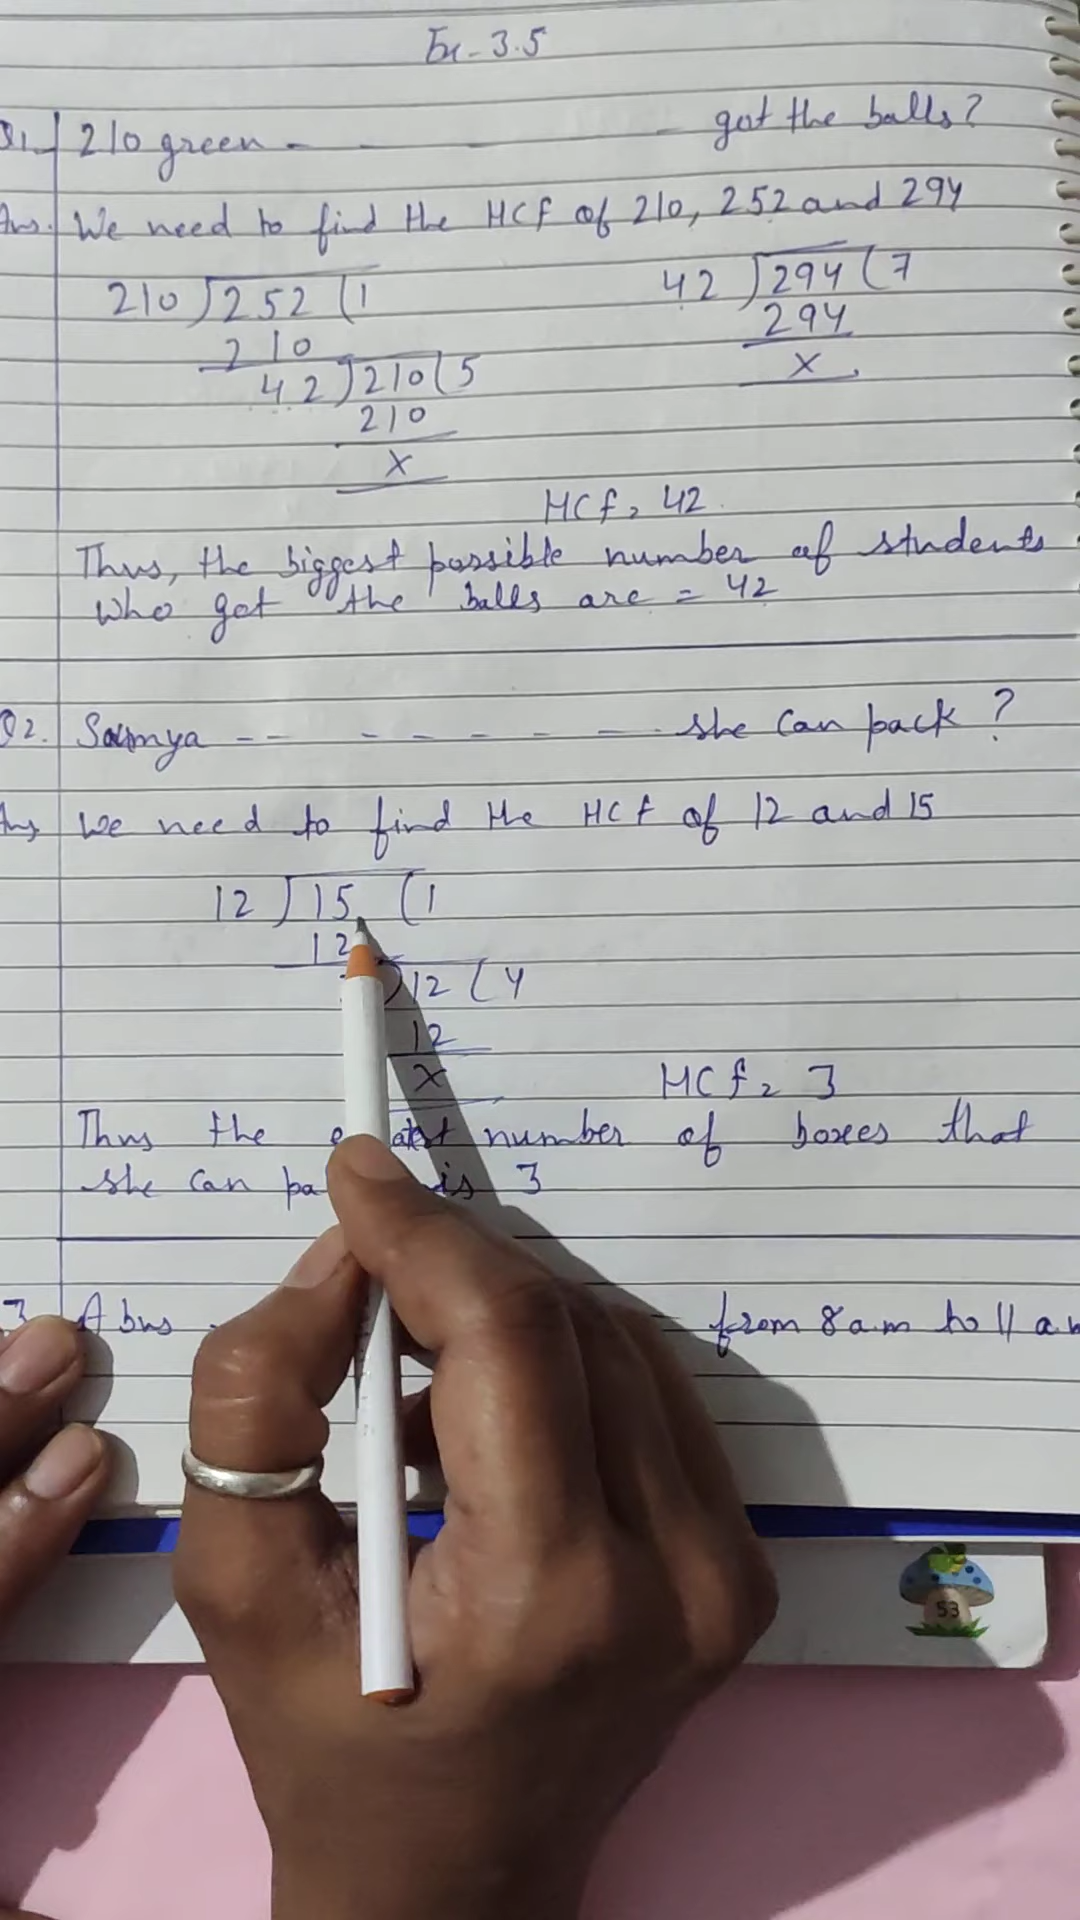 Ex - 3.5
Q1. 210 green - - - - got the balls?
Ans. We need to find the HCF of 210, 252 and 294
210 ) 252 ( 1
42 ) 294 ( 7
210
294
42 ) 210 ( 5
x
210
x
HCF = 42
Thus, the biggest possible number of students
who got the balls are = 42
Q2. Saumya - - - - - - - - she can pack ?
Ans We need to find the HCF of 12 and 15
12 ) 15 ( 1
12
) 12 ( 4
12
x
HCF = 3
Thus the number of boxes that
she can is 3
3 A bus - - from 8 a.m to 11 a.m
53